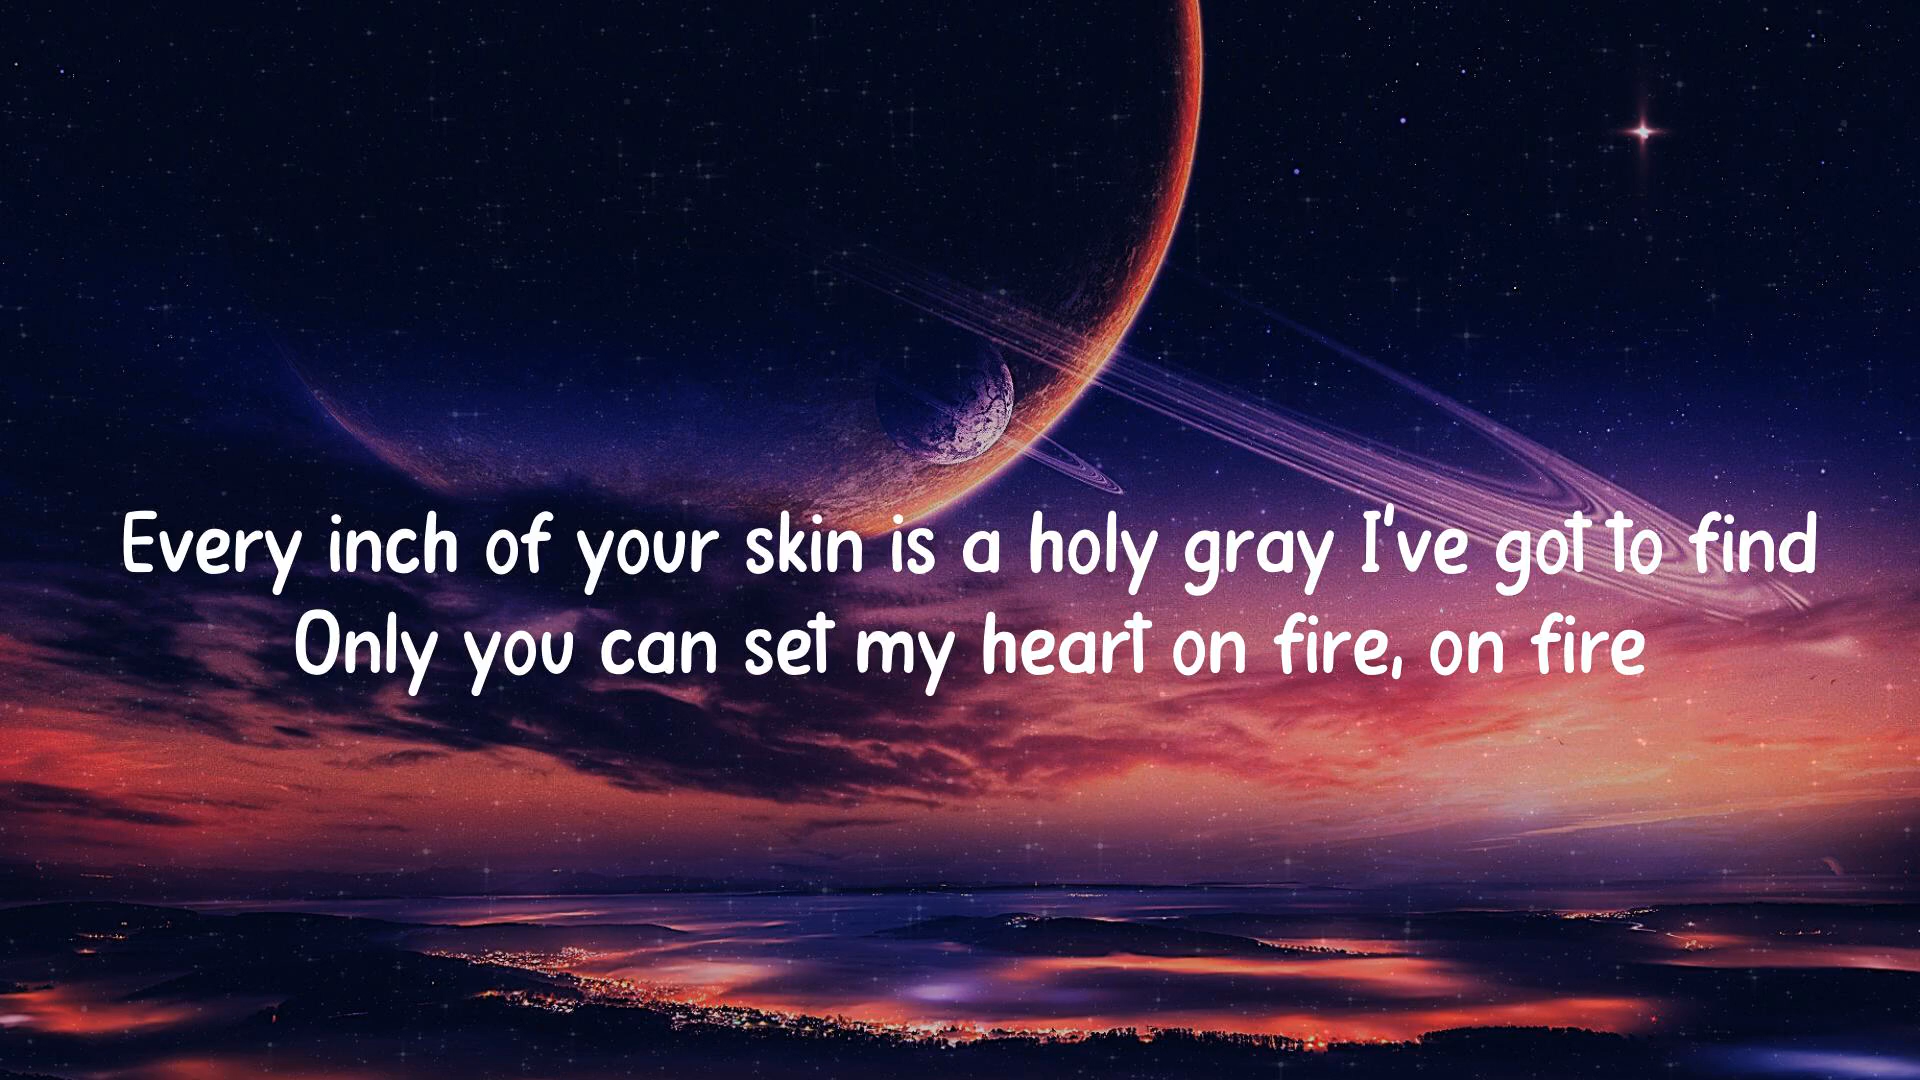 Every inch of your skin is a holy gray I've got to find
Only you can set my heart on fire, on fire